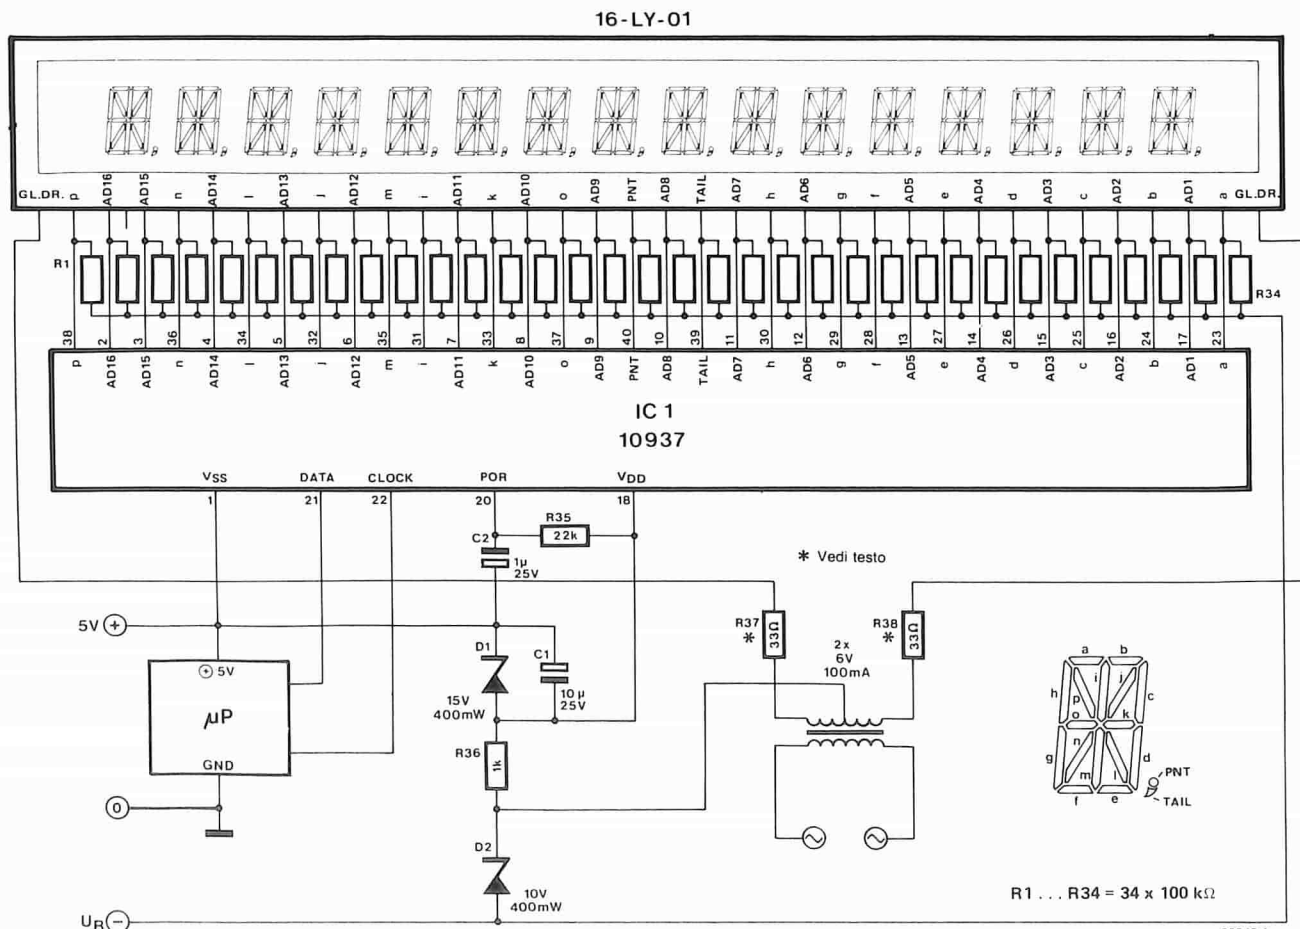 16-LY-01
GL.DR. p AD16 AD15 n AD14 l AD13 j AD12 m i AD11 k AD10 o AD9 PNT AD8 TAIL AD7 h AD6 g f AD5 e AD4 d AD3 c AD2 b AD1 a GL.DR.
R1
R34
38 2 3 36 4 34 5 32 6 35 31 7 33 8 37 9 40 10 39 11 30 12 29 28 13 27 14 26 15 25 16 24 17 23
p AD16 AD15 n AD14 l AD13 j AD12 m i AD11 k AD10 o AD9 PNT AD8 TAIL AD7 h AD6 g f AD5 e AD4 d AD3 c AD2 b AD1 a
IC 1
10937
VSS DATA CLOCK POR VDD
1 21 22 20 18
R35
22k
C2
1µ
25V
* Vedi testo
5V +
R37
*
33Ω
R38
*
33Ω
2x
6V
100mA
D1
15V
400mW
C1
10 µ
25V
+ 5V
µP
GND
R36
1k
0
D2
10V
400mW
UB −
a b
h i j c
p
o k
g n d
m l
f e
PNT
TAIL
R1 . . . R34 = 34 x 100 kΩ